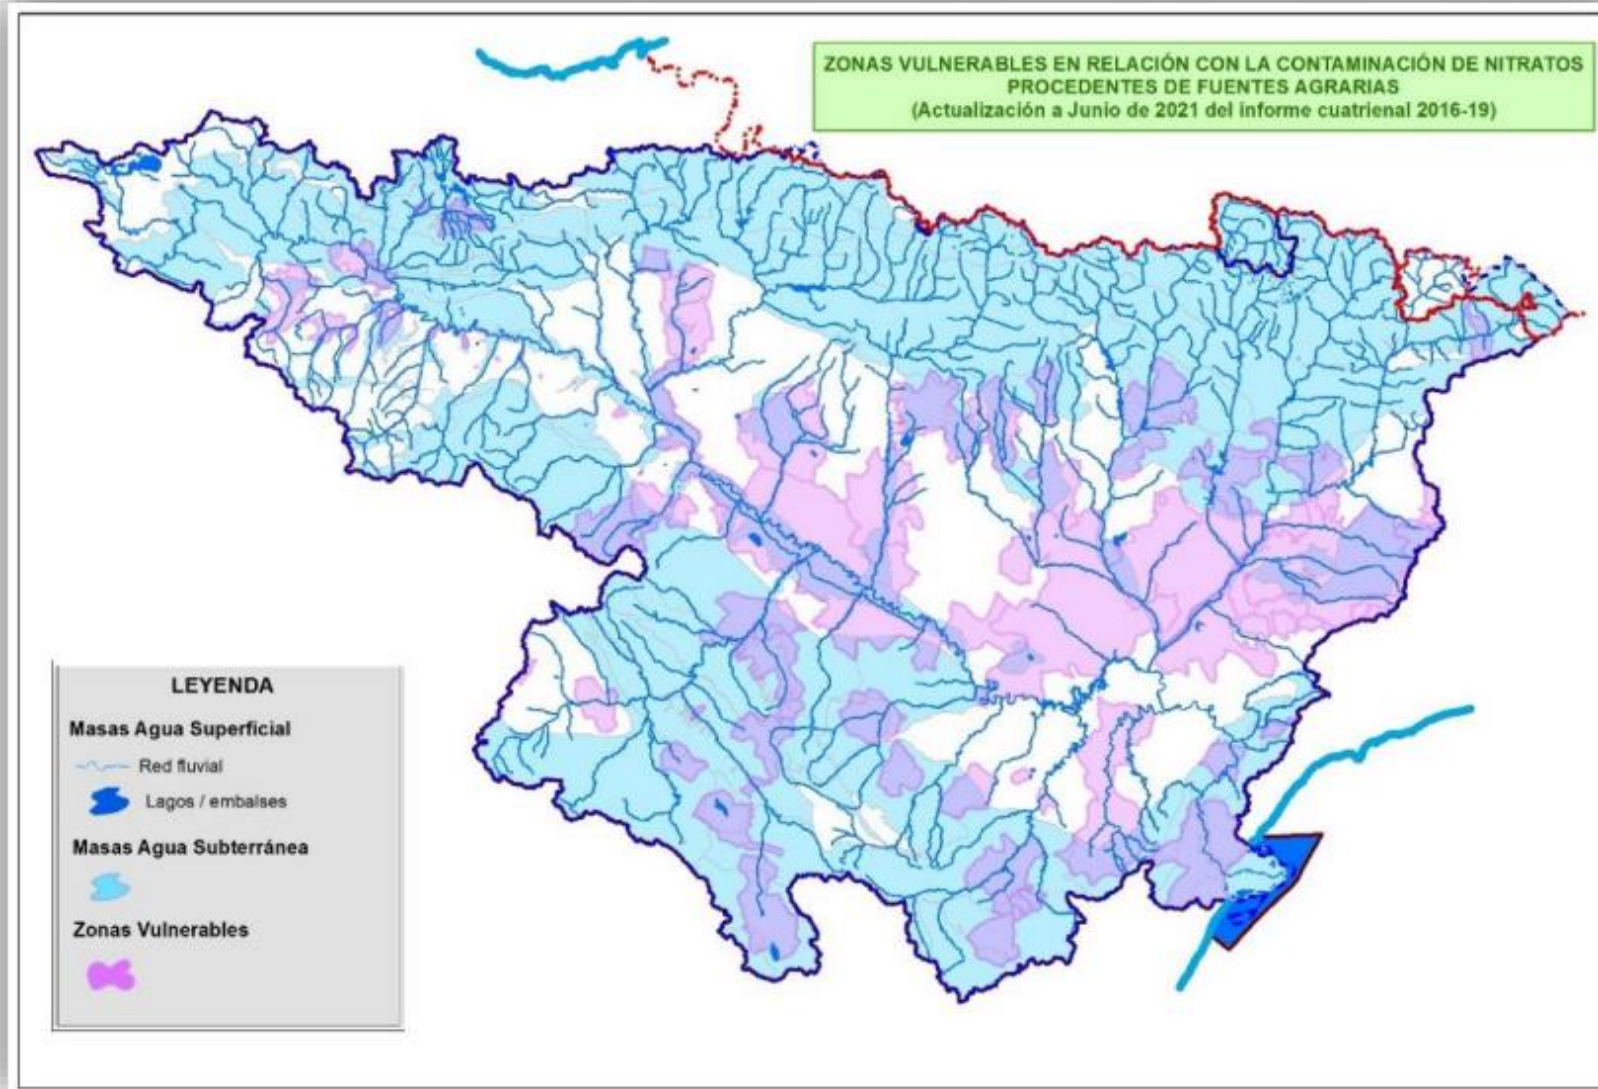 ZONAS VULNERABLES EN RELACIÓN CON LA CONTAMINACIÓN DE NITRATOS
PROCEDENTES DE FUENTES AGRARIAS
(Actualización a Junio de 2021 del informe cuatrienal 2016-19)
LEYENDA
Masas Agua Superficial
Red fluvial
Lagos / embalses
Masas Agua Subterránea
Zonas Vulnerables